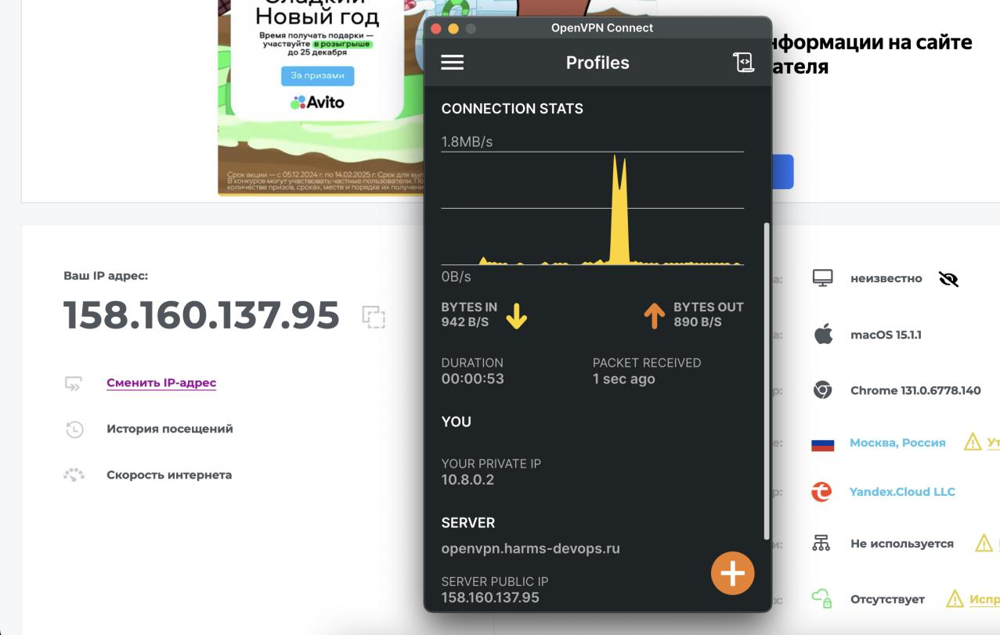 Сладкий
Новый год
Время получать подарки —
участвуйте в розыгрыше
до 25 декабря
За призами
Avito
Срок акции — с 05.12.2024 г. по 14.02.2025 г. Срок для
В конкурсе могут участвовать частные пользователи.
количестве призов, сроках, месте и порядке их
нформации на сайте
ателя
OpenVPN Connect
Profiles
CONNECTION STATS
1.8MB/s
0B/s
BYTES IN
942 B/S
BYTES OUT
890 B/S
DURATION
00:00:53
PACKET RECEIVED
1 sec ago
YOU
YOUR PRIVATE IP
10.8.0.2
SERVER
openvpn.harms-devops.ru
SERVER PUBLIC IP
158.160.137.95
Ваш IP адрес:
158.160.137.95
Сменить IP-адрес
История посещений
Скорость интернета
а: неизвестно
а: macOS 15.1.1
р: Chrome 131.0.6778.140
е: Москва, Россия Ут
р: Yandex.Cloud LLC
и: Не используется
х: Отсутствует Испр